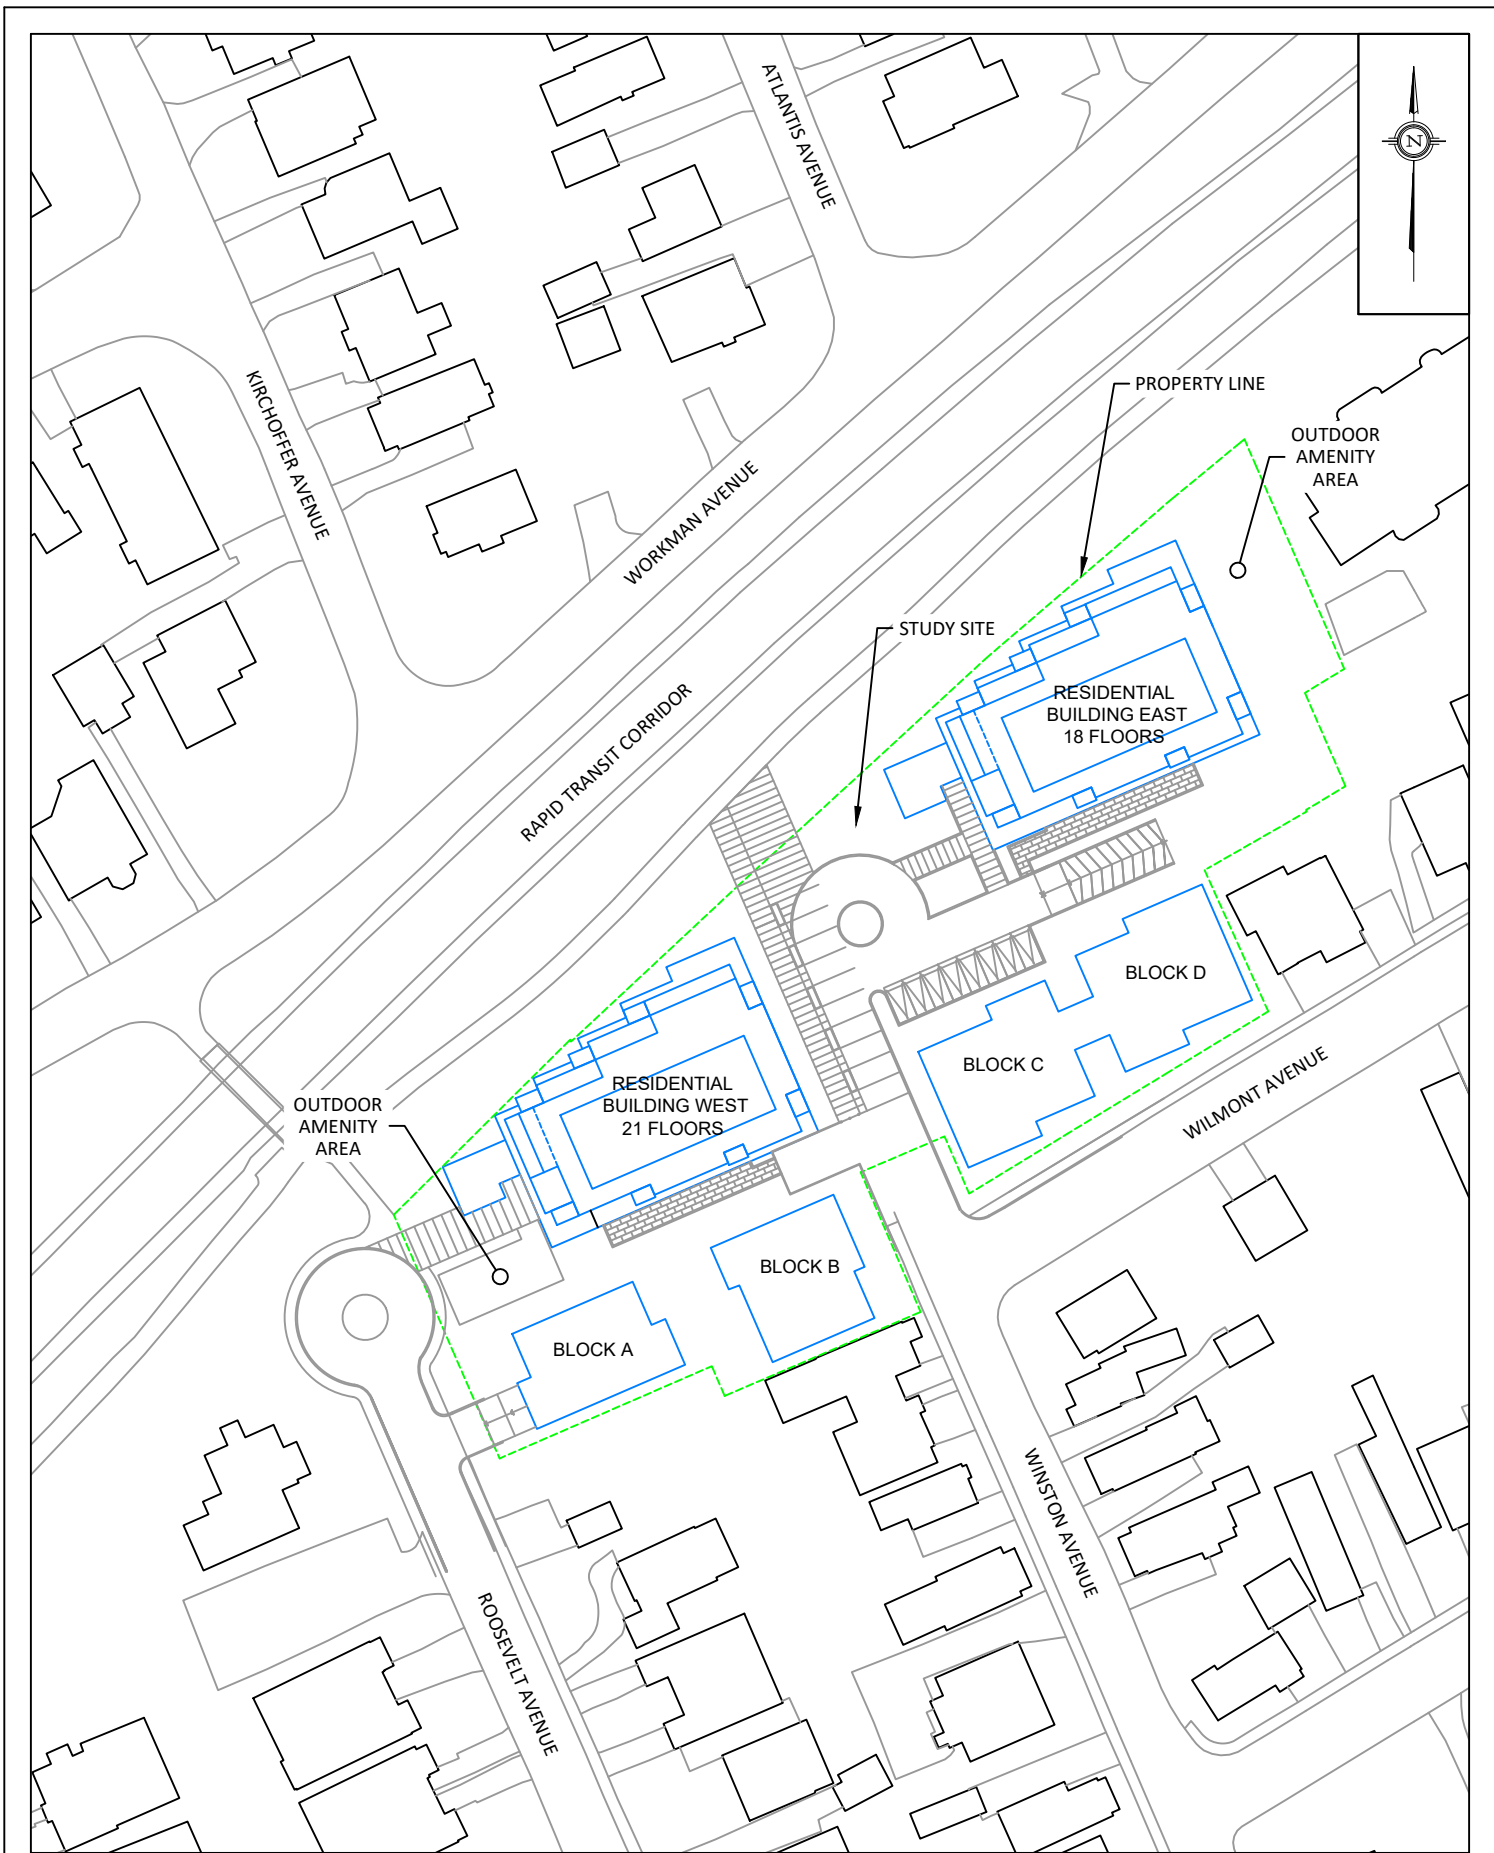 ATLANTIS AVENUE
N
KIRCHOFFER AVENUE
PROPERTY LINE
OUTDOOR
AMENITY
AREA
WORKMAN AVENUE
STUDY SITE
RESIDENTIAL
BUILDING EAST
18 FLOORS
RAPID TRANSIT CORRIDOR
BLOCK D
BLOCK C
RESIDENTIAL
BUILDING WEST
21 FLOORS
OUTDOOR
AMENITY
AREA
WILMONT AVENUE
BLOCK B
BLOCK A
WINSTON AVENUE
ROOSEVELT AVENUE